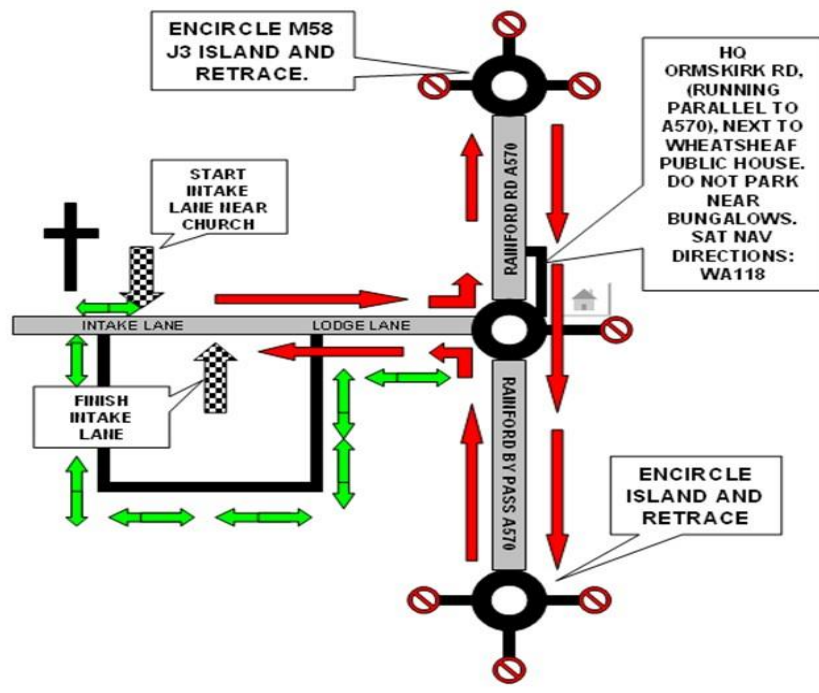 ENCIRCLE M58
J3 ISLAND AND
RETRACE.
HQ
ORMSKIRK RD,
(RUNNING
PARALLEL TO
A570), NEXT TO
WHEATSHEAF
PUBLIC HOUSE.
DO NOT PARK
NEAR
BUNGALOWS.
SAT NAV
DIRECTIONS:
WA118
START
INTAKE
LANE NEAR
CHURCH
RAINFORD RD A570
INTAKE LANE
LODGE LANE
FINISH
INTAKE
LANE
RAINFORD BY PASS A570
ENCIRCLE
ISLAND AND
RETRACE